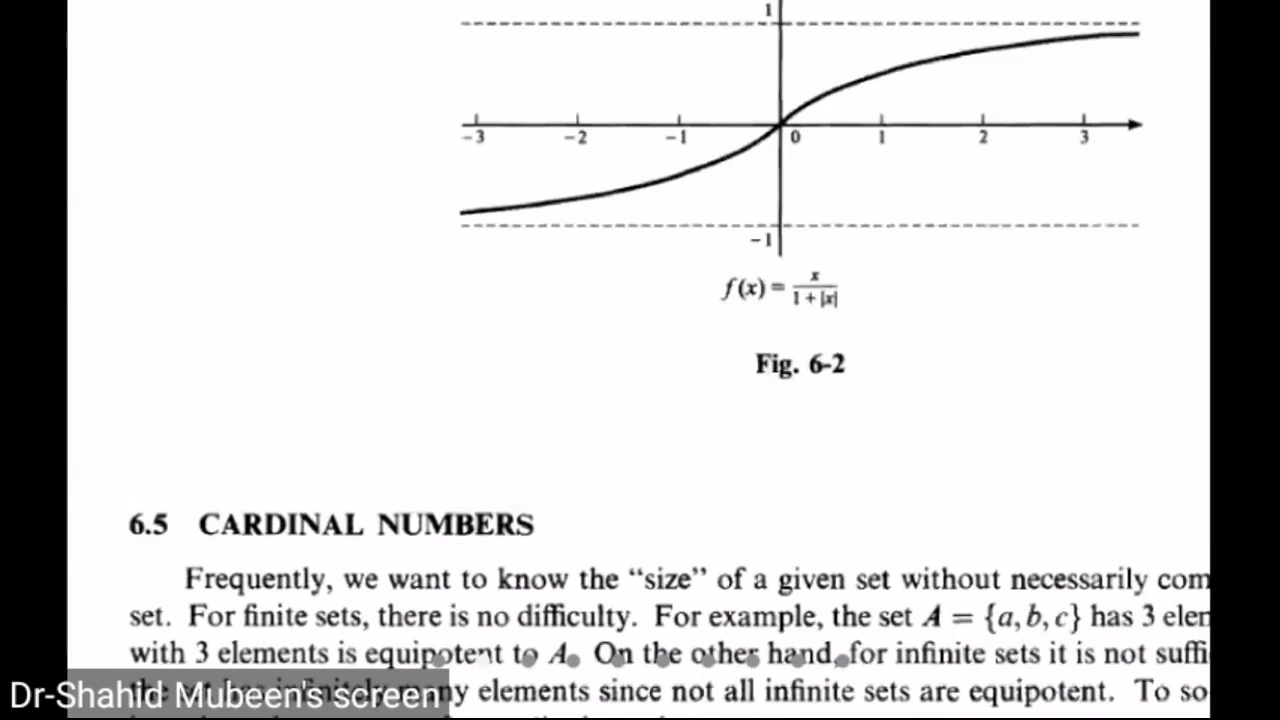 1
-3 -2 -1 0 1 2 3
-1
f(x) = x / 1 + |x|
Fig. 6-2
6.5 CARDINAL NUMBERS
Frequently, we want to know the “size” of a given set without necessarily com
set. For finite sets, there is no difficulty. For example, the set A = {a, b, c} has 3 elem
with 3 elements is equipotent to A. On the other hand, for infinite sets it is not suffi
elements since not all infinite sets are equipotent. To so
Dr-Shahid Mubeen's screen